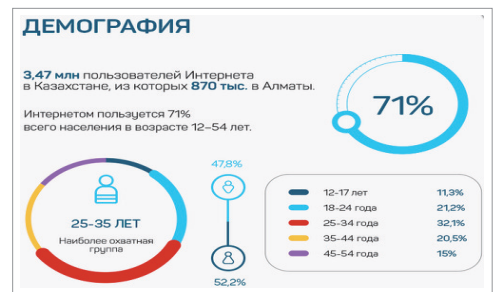 ДЕМОГРАФИЯ
3,47 млн пользователей Интернета
в Казахстане, из которых 870 тыс. в Алматы.
Интернетом пользуется 71%
всего населения в возрасте 12–54 лет.
71%
25-35 ЛЕТ
Наиболее охватная
группа
47,8%
52,2%
12-17 лет 11,3%
18-24 года 21,2%
25-34 года 32,1%
35-44 года 20,5%
45-54 года 15%